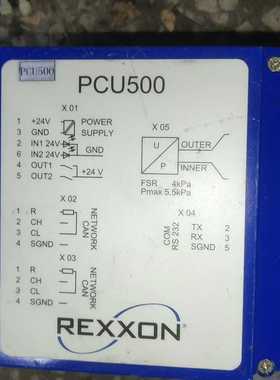 PCU500
PCU500
X 01
1 +24V POWER
3 GND SUPPLY
2 IN1 24V
6 IN2 24V GND
4 OUT1
5 OUT2 +24 V
X 05
U
P
OUTER
2
INNER
FSR 4kPa
Pmax 5.5kPa
X 02
1 R
2 CH
3 CL
4 SGND
NETWORK
CAN
X 03
1 R
2 CH
3 CL
4 SGND
NETWORK
CAN
X 04
COM
RS 232
TX 2
RX 3
SGND 5
REXXON®